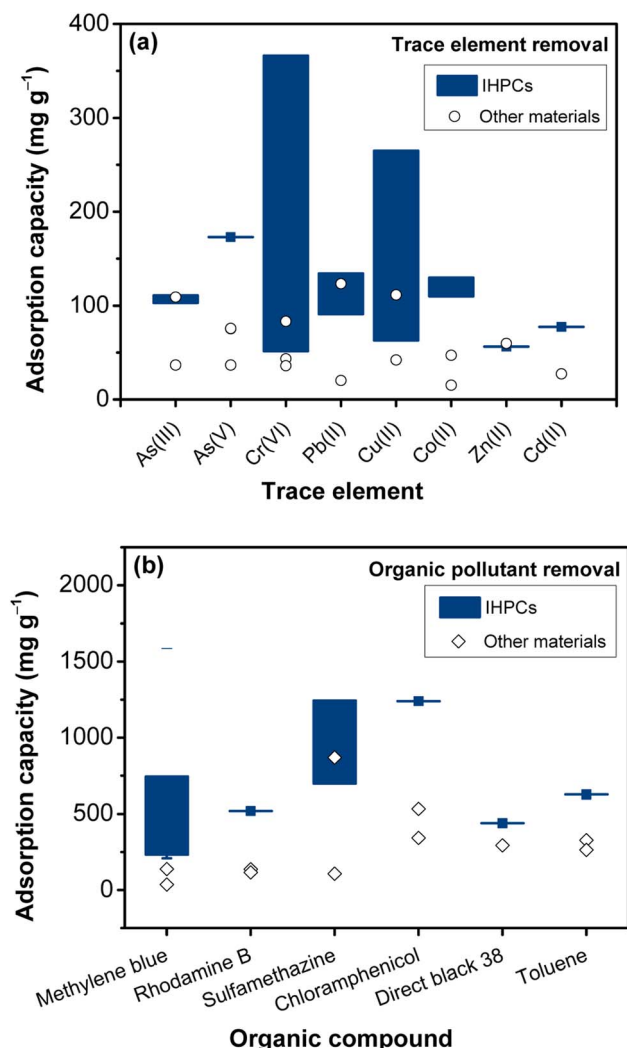 (a)
Trace element removal
IHPCs
Other materials
Adsorption capacity (mg g⁻¹)
400
300
200
100
0
As(III)
As(V)
Cr(VI)
Pb(II)
Cu(II)
Co(II)
Zn(II)
Cd(II)
Trace element
(b)
Organic pollutant removal
IHPCs
Other materials
Adsorption capacity (mg g⁻¹)
2000
1500
1000
500
0
Methylene blue
Rhodamine B
Sulfamethazine
Chloramphenicol
Direct black 38
Toluene
Organic compound